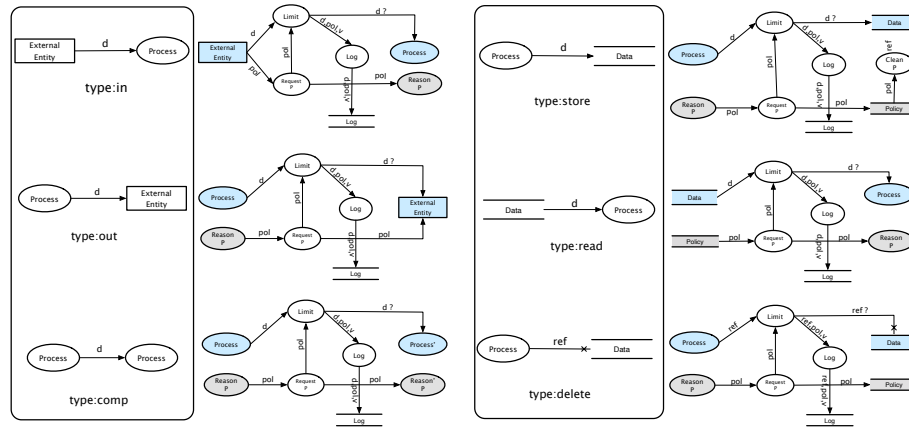 External
Entity
d
Process
type:in
Process
d
External
Entity
type:out
Process
d
Process
type:comp
External
Entity
d
pol
Limit
pol
Request
P
d,pol,v
Log
d,pol,v
Log
d ?
Process
pol
Reason
P
Process
d
Limit
pol
Reason
P
pol
Request
P
d,pol,v
Log
d,pol,v
Log
d ?
pol
External
Entity
Process
d
Limit
pol
Reason
P
pol
Request
P
d,pol,v
Log
d,pol,v
Log
d ?
Process'
pol
Reason'
P
Process
d
Data
type:store
Data
d
Process
type:read
Process
ref
Data
type:delete
Process
d
Limit
pol
Reason
P
pol
Request
P
d,pol,v
Log
d,pol,v
Log
d ?
Data
ref
Clean
P
pol
pol
Policy
Data
d
Limit
pol
Policy
pol
Request
P
d,pol,v
Log
d,pol,v
Log
d ?
Process
pol
Reason
P
Process
ref
Limit
pol
Reason
P
pol
Request
P
ref,pol,v
Log
ref,pol,v
Log
ref ?
Data
pol
Policy